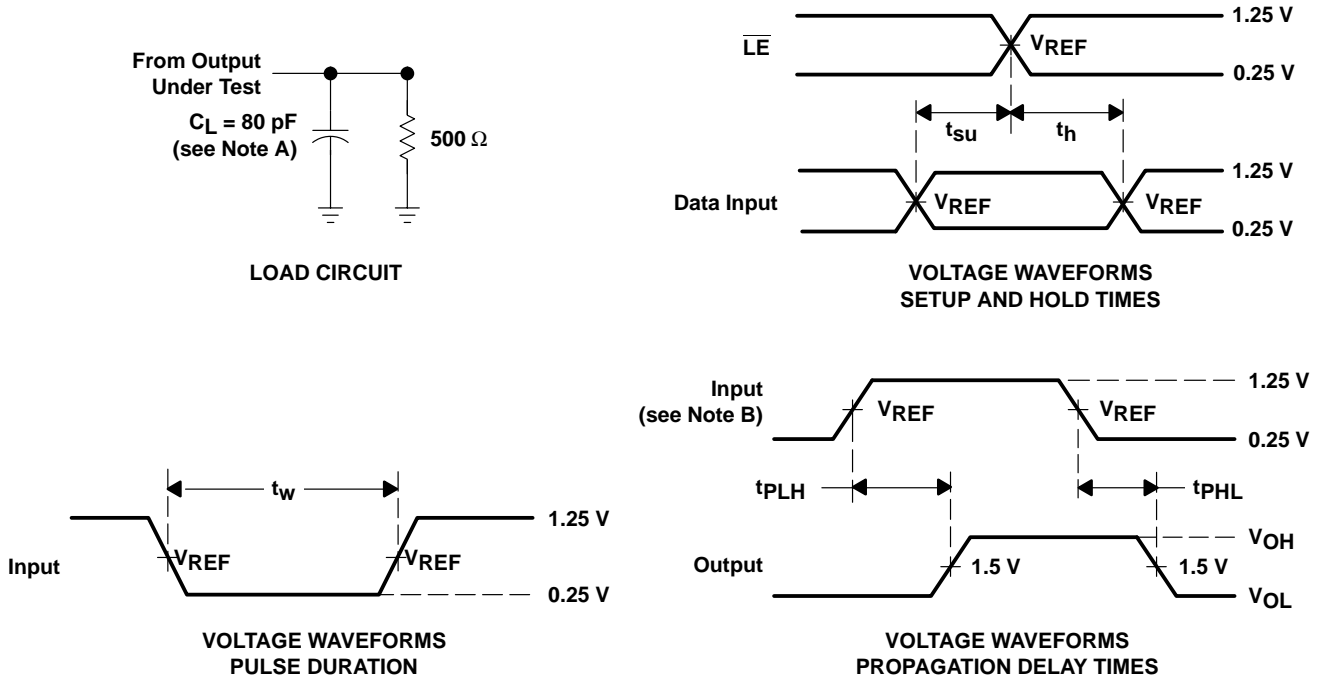 From Output
Under Test
CL = 80 pF
(see Note A)
500 Ω
LOAD CIRCUIT
LE
VREF
1.25 V
0.25 V
tsu
th
Data Input
VREF
VREF
1.25 V
0.25 V
VOLTAGE WAVEFORMS
SETUP AND HOLD TIMES
Input
tw
VREF
VREF
1.25 V
0.25 V
VOLTAGE WAVEFORMS
PULSE DURATION
Input
(see Note B)
VREF
VREF
1.25 V
0.25 V
tPLH
tPHL
Output
1.5 V
1.5 V
VOH
VOL
VOLTAGE WAVEFORMS
PROPAGATION DELAY TIMES